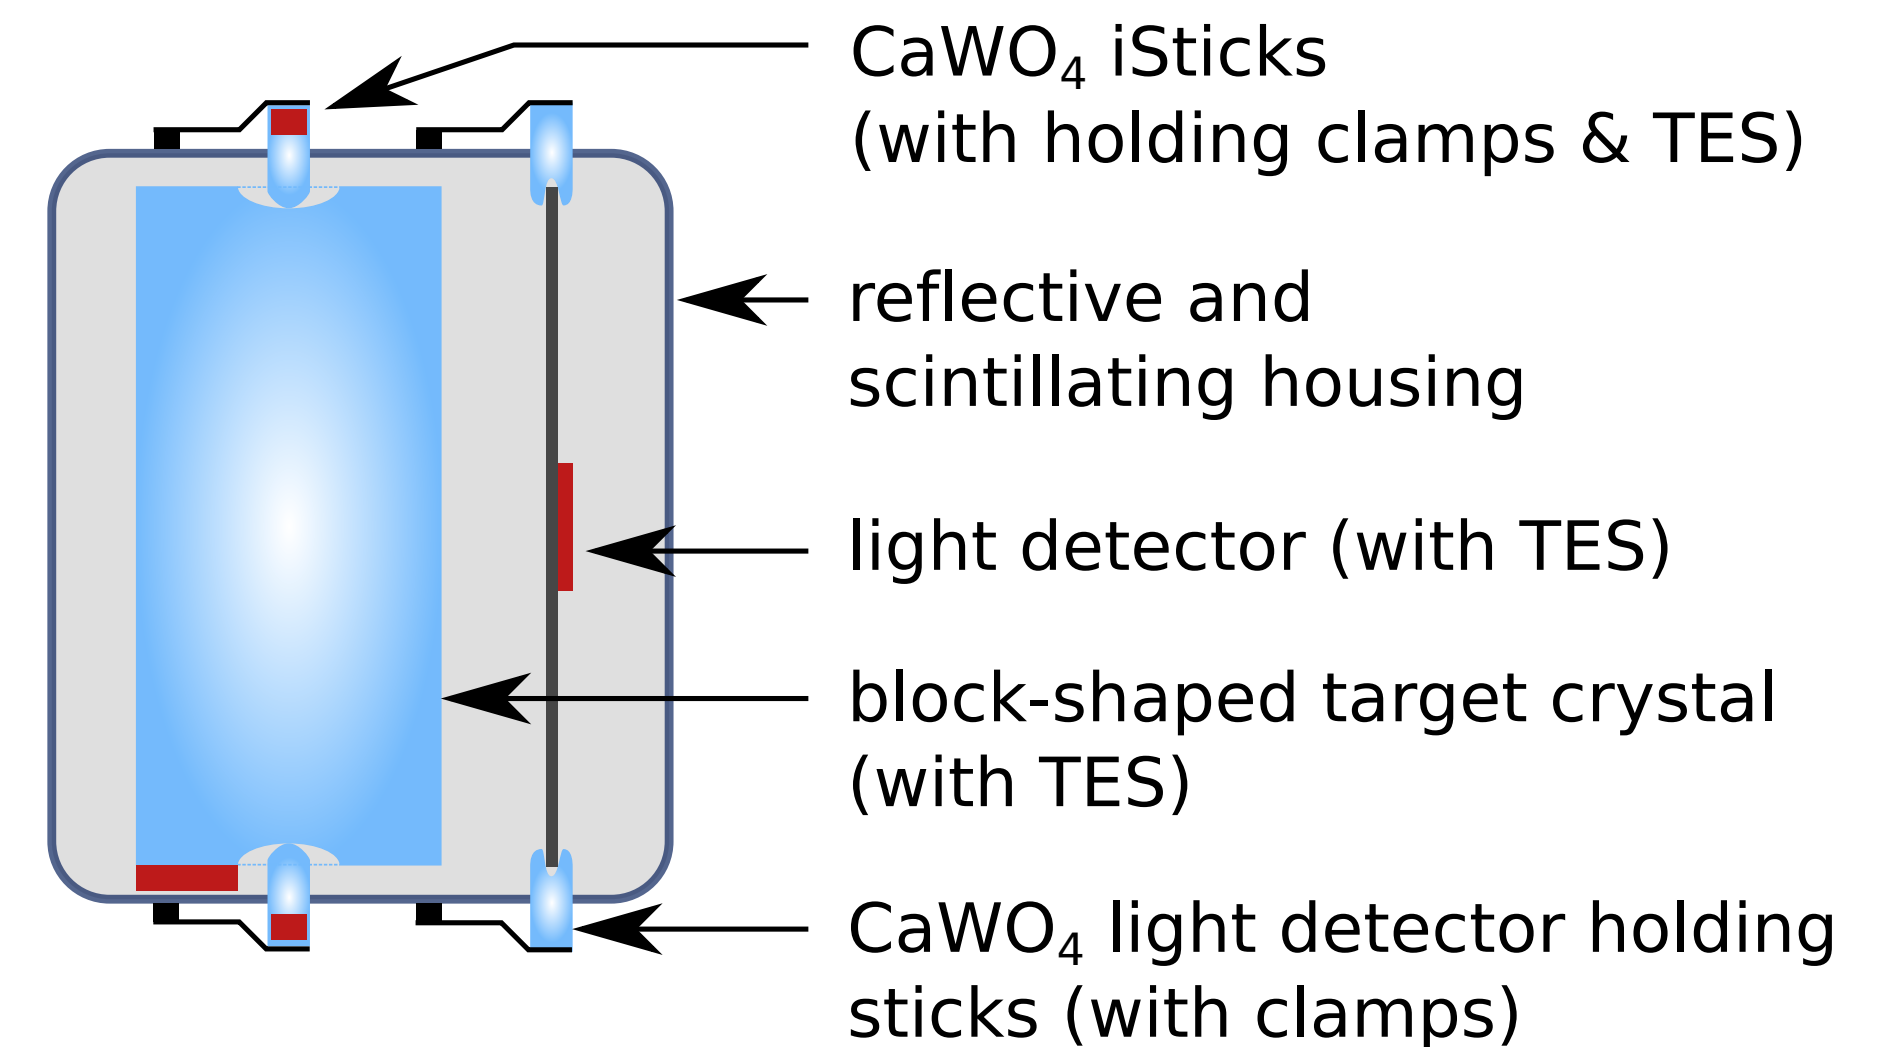 CaWO₄ iSticks
(with holding clamps & TES)
reflective and
scintillating housing
light detector (with TES)
block-shaped target crystal
(with TES)
CaWO₄ light detector holding
sticks (with clamps)